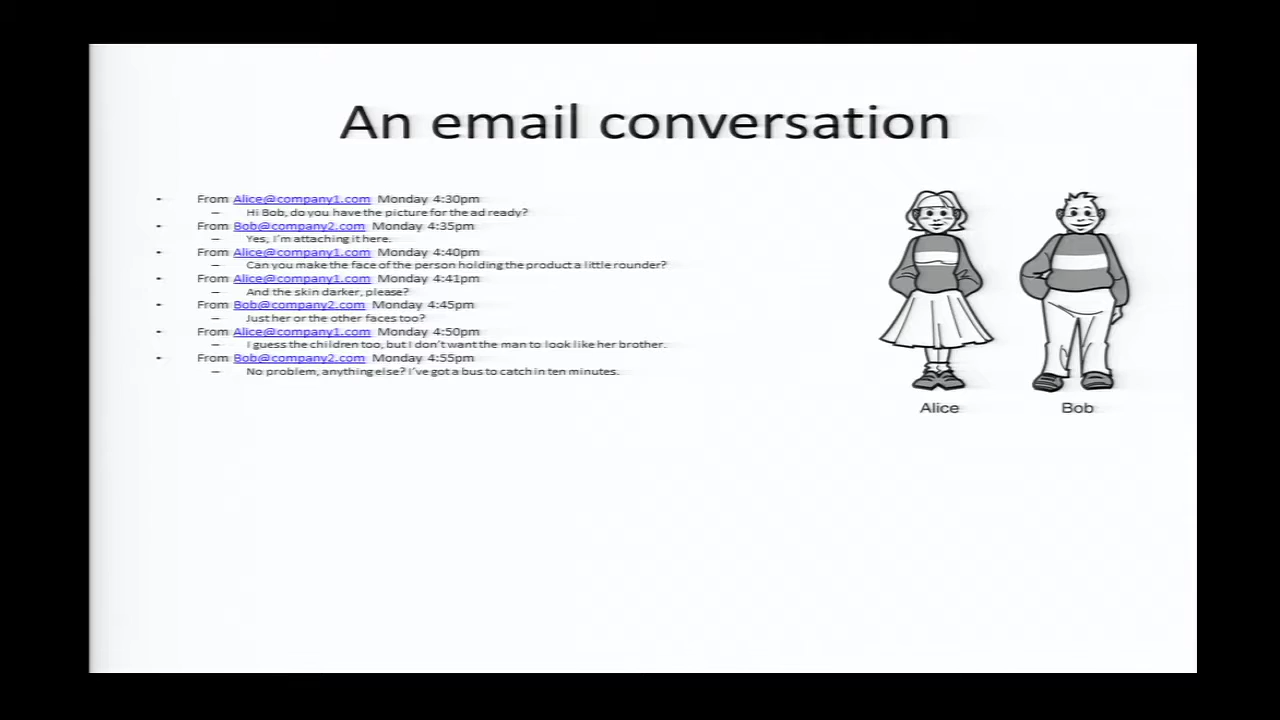 An email conversation
From Alice@company1.com Monday 4:30pm
– Hi Bob, do you have the picture for the ad ready?
From Bob@company2.com Monday 4:35pm
– Yes, I'm attaching it here.
From Alice@company1.com Monday 4:40pm
– Can you make the face of the person holding the product a little rounder?
From Alice@company1.com Monday 4:41pm
– And the skin darker, please?
From Bob@company2.com Monday 4:45pm
– Just her or the other faces too?
From Alice@company1.com Monday 4:50pm
– I guess the children too, but I don't want the man to look like her brother.
From Bob@company2.com Monday 4:55pm
– No problem, anything else? I've got a bus to catch in ten minutes.
Alice
Bob